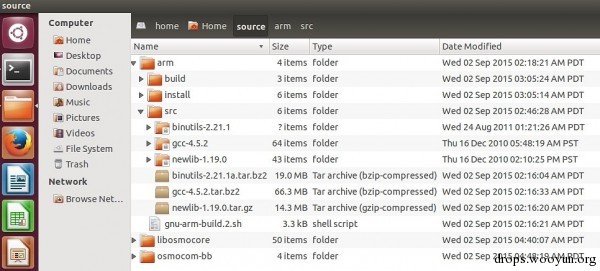 source
Computer
Home
Desktop
Documents
Downloads
Music
Pictures
Videos
File System
Trash
Network
Browse Net...
home Home source arm src
Name Size Type Date Modified
arm 4 items folder Wed 02 Sep 2015 02:18:21 AM PDT
build 3 items folder Wed 02 Sep 2015 03:05:24 AM PDT
install 6 items folder Wed 02 Sep 2015 03:05:14 AM PDT
src 6 items folder Wed 02 Sep 2015 02:46:28 AM PDT
binutils-2.21.1 ? items folder Wed 24 Aug 2011 01:21:26 AM PDT
gcc-4.5.2 64 items folder Thu 16 Dec 2010 05:48:19 AM PST
newlib-1.19.0 43 items folder Thu 16 Dec 2010 02:10:25 PM PST
binutils-2.21.1a.tar.bz2 19.0 MB Tar archive (bzip-compressed) Wed 02 Sep 2015 02:16:20 AM PDT
gcc-4.5.2.tar.bz2 66.3 MB Tar archive (bzip-compressed) Wed 02 Sep 2015 02:16:33 AM PDT
newlib-1.19.0.tar.gz 14.3 MB Tar archive (gzip-compressed) Wed 02 Sep 2015 02:19:20 AM PDT
gnu-arm-build.2.sh 3.3 kB shell script Wed 02 Sep 2015 02:16:21 AM PDT
libosmocore 50 items folder Wed 02 Sep 2015 04:40:07 AM PDT
osmocom-bb 8 items folder Wed 02 Sep 2015 04:48:18 AM PDT
drops.wooyun.org